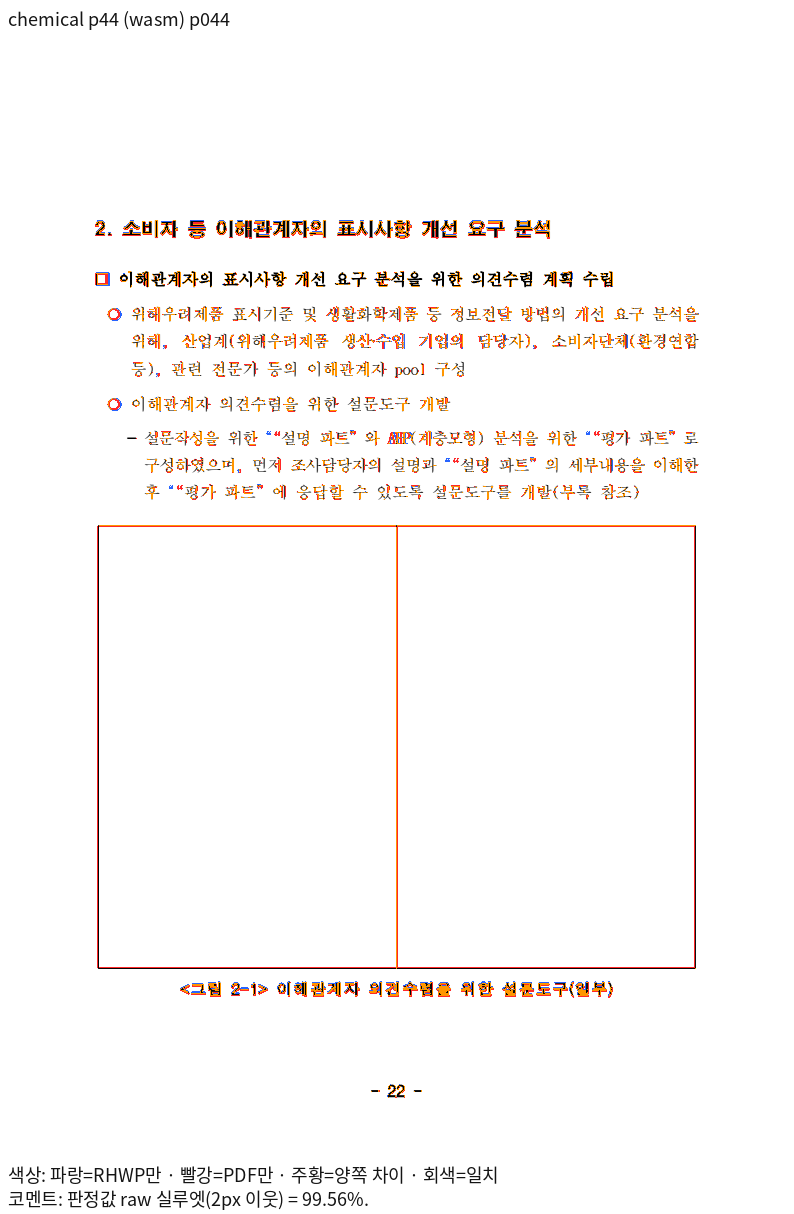 chemical p44 (wasm) p044
2. 소비자 등 이해관계자의 표시사항 개선 요구 분석
□ 이해관계자의 표시사항 개선 요구 분석을 위한 의견수렴 계획 수립
○ 위해우려제품 표시기준 및 생활화학제품 등 정보전달 방법의 개선 요구 분석을
위해, 산업계(위해우려제품 생산·수입 기업의 담당자), 소비자단체(환경연합
등), 관련 전문가 등의 이해관계자 pool 구성
○ 이해관계자 의견수렴을 위한 설문도구 개발
- 설문작성을 위한 “설명 파트” 와 (계층모형) 분석을 위한 “평가 파트” 로
구성하였으며, 먼저 조사담당자의 설명과 “설명 파트” 의 세부내용을 이해한
후 “평가 파트” 에 응답할 수 있도록 설문도구를 개발(부록 참조)
<그림 2-1> 이해관계자 의견수렴을 위한 설문도구(일부)
- 22 -
색상: 파랑=RHWP만 · 빨강=PDF만 · 주황=양쪽 차이 · 회색=일치
코멘트: 판정값 raw 실루엣(2px 이웃) = 99.56%.